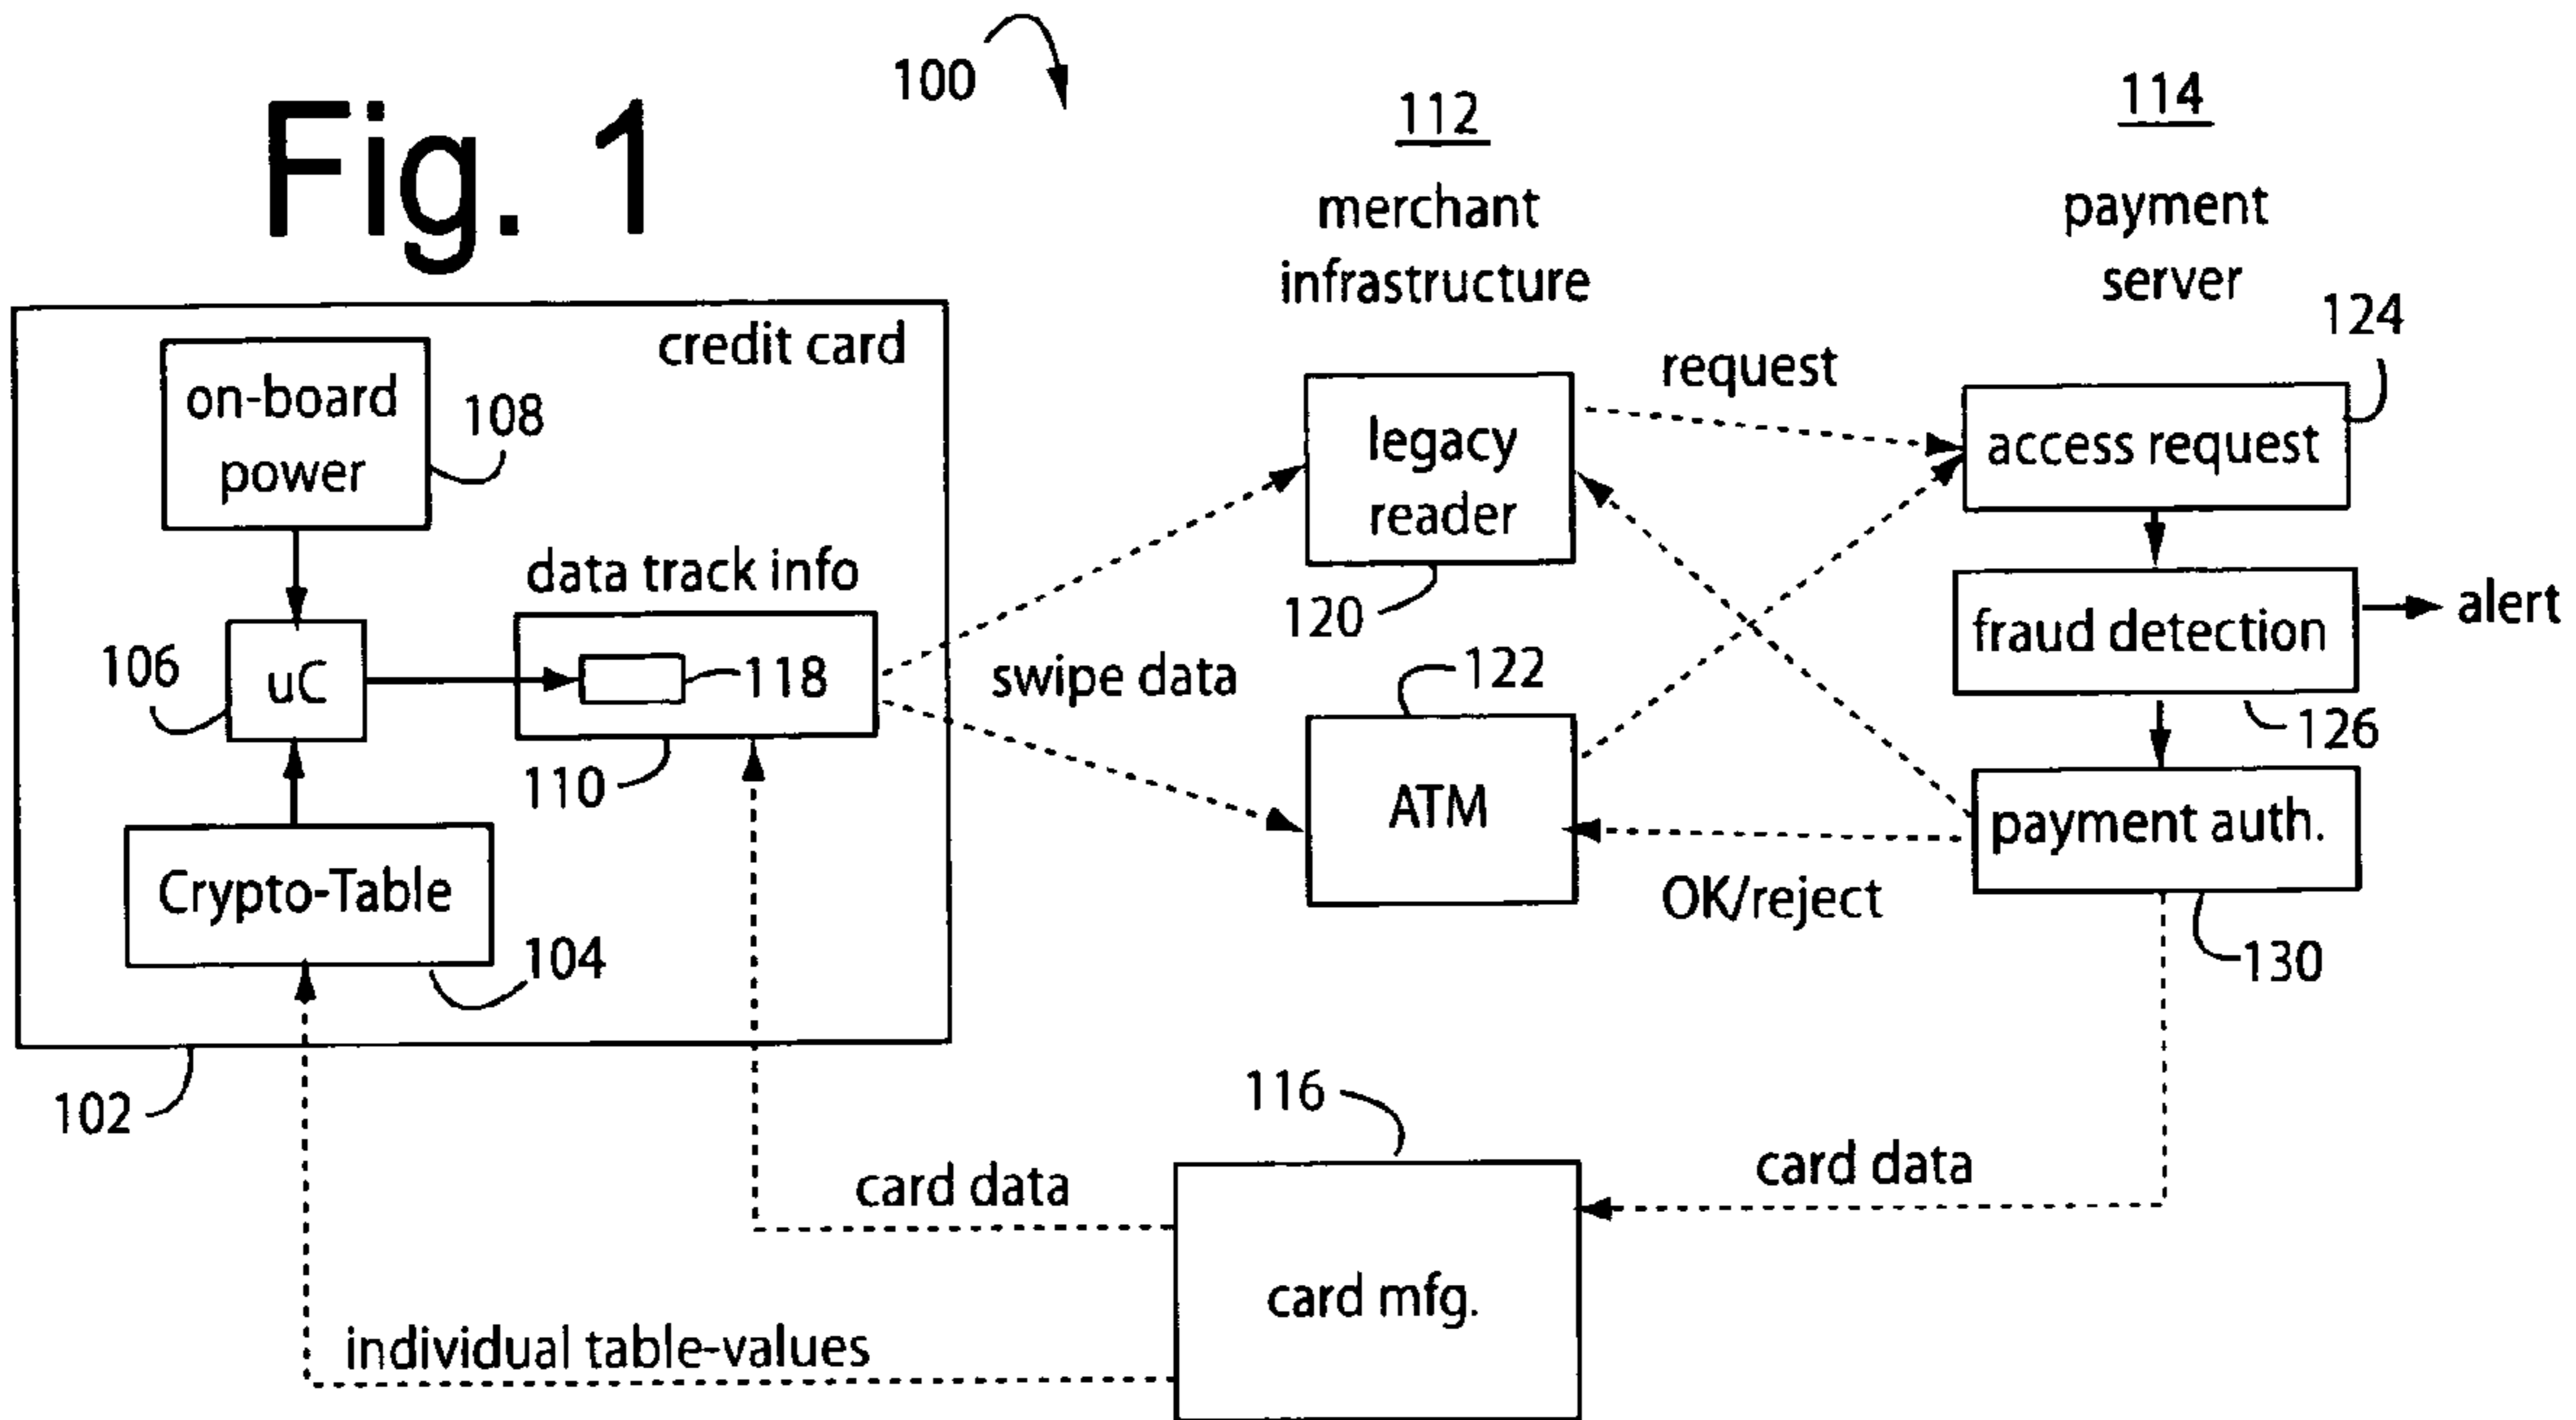 Fig. 1
100
112
merchant
infrastructure
114
payment
server
credit card
on-board
power
108
data track info
106
uC
118
110
Crypto-Table
104
102
swipe data
legacy
reader
120
122
ATM
request
OK/reject
124
access request
fraud detection
alert
126
payment auth.
130
116
card mfg.
card data
card data
individual table-values